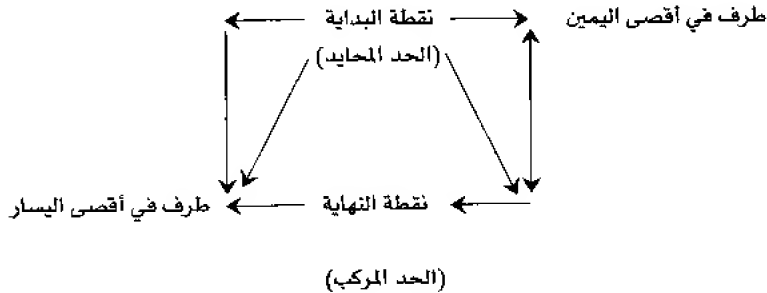 طرف في أقصى اليمين
نقطة البداية
(الحد المحايد)
نقطة النهاية
طرف في أقصى اليسار
(الحد المركب)